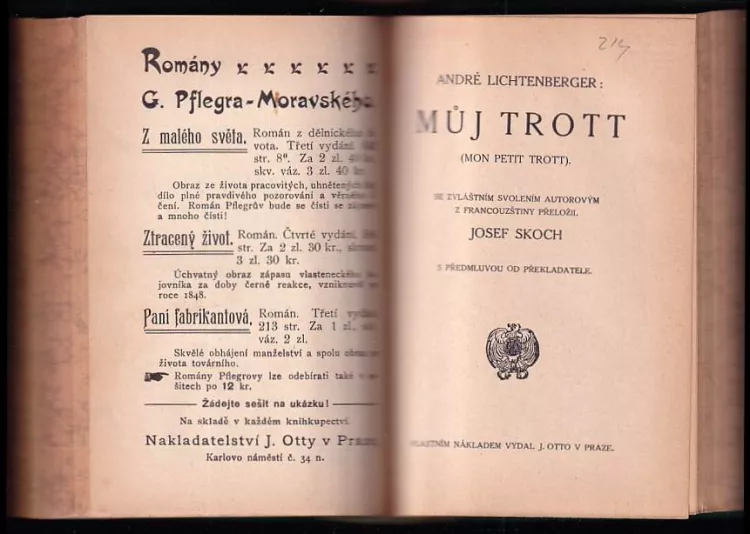 Romány
G. Pflegra-Moravského.
Z malého světa. Román z dělnického
vota. Třetí vydání.
str. 8⁰. Za 2 zl. 40
skv. váz. 3 zl. 40 kr.
Obraz ze života pracovitých, uhnětených
dílo plné pravdivého pozorování a
čení. Román Pflegrův bude se čísti se
a mnoho čísti!
Ztracený život. Román. Čtvrté vydání.
str. Za 2 zl. 30 kr.,
3 zl. 30 kr.
Úchvatný obraz zápasu vlasteneckého
jovníka za doby černé reakce,
roce 1848.
Paní fabrikantová, Román. Třetí vydání
213 str. Za 1 zl.
váz. 2 zl.
Skvělé obhájení manželství a spolu
života továrního.
Romány Pflegrovy lze odebírati také
šitech po 12 kr.
Žádejte sešit na ukázku!
Na skladě v každém knihkupectví.
Nakladatelství J. Otty v Praze
Karlovo náměstí č. 34 n.
214
ANDRÉ LICHTENBERGER:
MŮJ TROTT
(MON PETIT TROTT).
SE ZVLÁŠTNÍM SVOLENÍM AUTOROVÝM
Z FRANCOUZŠTINY PŘELOŽIL
JOSEF SKOCH
S PŘEDMLUVOU OD PŘEKLADATELE.
VLASTNÍM NÁKLADEM VYDAL J. OTTO V PRAZE.